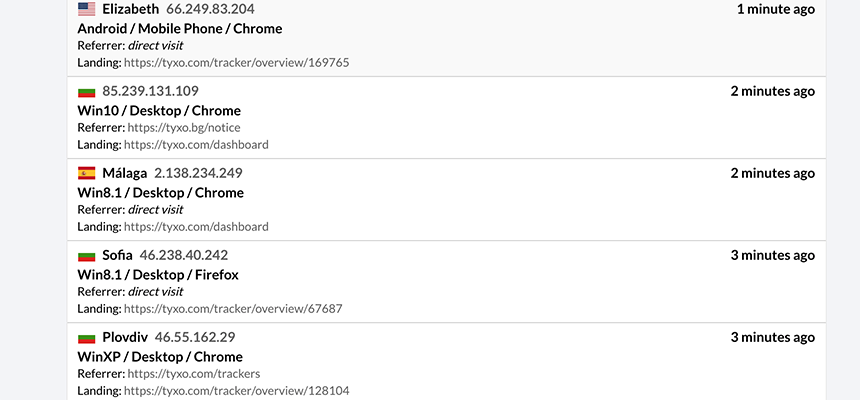 Elizabeth 66.249.83.204 1 minute ago
Android / Mobile Phone / Chrome
Referrer: direct visit
Landing: https://tyxo.com/tracker/overview/169765
85.239.131.109 2 minutes ago
Win10 / Desktop / Chrome
Referrer: https://tyxo.bg/notice
Landing: https://tyxo.com/dashboard
Málaga 2.138.234.249 2 minutes ago
Win8.1 / Desktop / Chrome
Referrer: direct visit
Landing: https://tyxo.com/dashboard
Sofia 46.238.40.242 3 minutes ago
Win8.1 / Desktop / Firefox
Referrer: direct visit
Landing: https://tyxo.com/tracker/overview/67687
Plovdiv 46.55.162.29 3 minutes ago
WinXP / Desktop / Chrome
Referrer: https://tyxo.com/trackers
Landing: https://tyxo.com/tracker/overview/128104